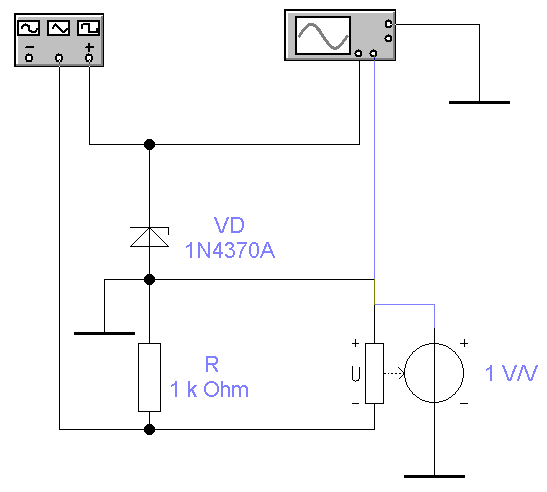 − +
VD
1N4370A
R
1 k Ohm
+ +
U
1 V/V
− −